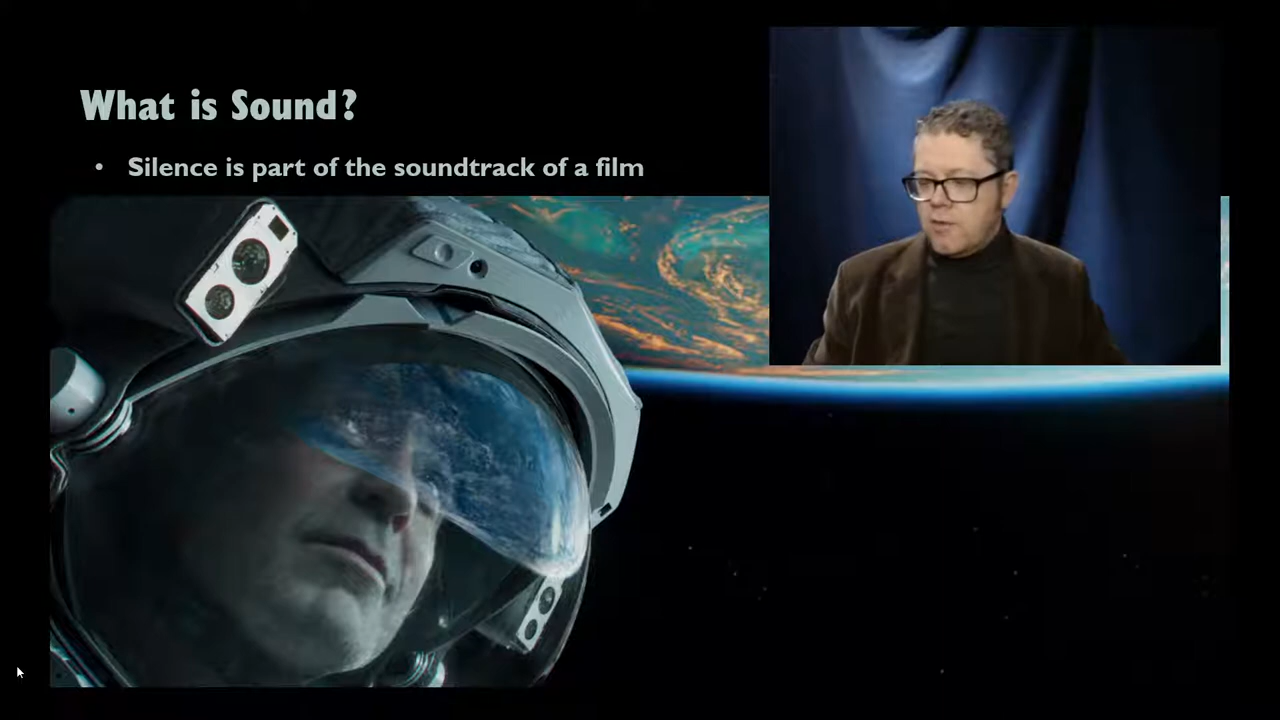 What is Sound?
• Silence is part of the soundtrack of a film